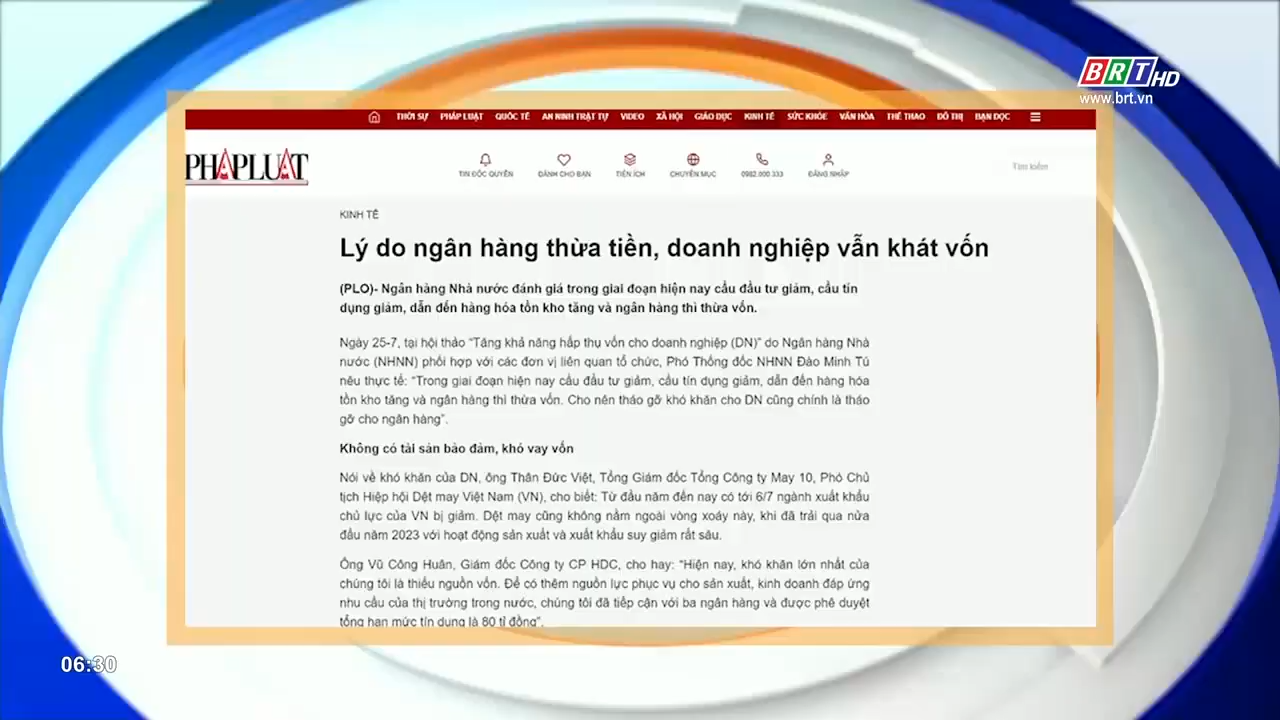 BRT HD
www.brt.vn
THỜI SỰ PHÁP LUẬT QUỐC TẾ AN NINH TRẬT TỰ VIDEO XÃ HỘI GIÁO DỤC KINH TẾ SỨC KHỎE VĂN HÓA THỂ THAO ĐÔ THỊ BẠN ĐỌC
PHÁP LUẬT
TIN ĐỘC QUYỀN DÀNH CHO BẠN TIỆN ÍCH CHUYÊN MỤC 0982.000.333 ĐĂNG NHẬP Tìm kiếm
KINH TẾ
Lý do ngân hàng thừa tiền, doanh nghiệp vẫn khát vốn
(PLO)- Ngân hàng Nhà nước đánh giá trong giai đoạn hiện nay cầu đầu tư giảm, cầu tín
dụng giảm, dẫn đến hàng hóa tồn kho tăng và ngân hàng thì thừa vốn.
Ngày 25-7, tại hội thảo “Tăng khả năng hấp thụ vốn cho doanh nghiệp (DN)” do Ngân hàng Nhà
nước (NHNN) phối hợp với các đơn vị liên quan tổ chức, Phó Thống đốc NHNN Đào Minh Tú
nêu thực tế: “Trong giai đoạn hiện nay cầu đầu tư giảm, cầu tín dụng giảm, dẫn đến hàng hóa
tồn kho tăng và ngân hàng thì thừa vốn. Cho nên tháo gỡ khó khăn cho DN cũng chính là tháo
gỡ cho ngân hàng”.
Không có tài sản bảo đảm, khó vay vốn
Nói về khó khăn của DN, ông Thân Đức Việt, Tổng Giám đốc Tổng Công ty May 10, Phó Chủ
tịch Hiệp hội Dệt may Việt Nam (VN), cho biết: Từ đầu năm đến nay có tới 6/7 ngành xuất khẩu
chủ lực của VN bị giảm. Dệt may cũng không nằm ngoài vòng xoáy này, khi đã trải qua nửa
đầu năm 2023 với hoạt động sản xuất và xuất khẩu suy giảm rất sâu.
Ông Vũ Công Huân, Giám đốc Công ty CP HDC, cho hay: “Hiện nay, khó khăn lớn nhất của
chúng tôi là thiếu nguồn vốn. Để có thêm nguồn lực phục vụ cho sản xuất, kinh doanh đáp ứng
nhu cầu của thị trường trong nước, chúng tôi đã tiếp cận với ba ngân hàng và được phê duyệt
tổng hạn mức tín dụng là 80 tỉ đồng”.
06:30